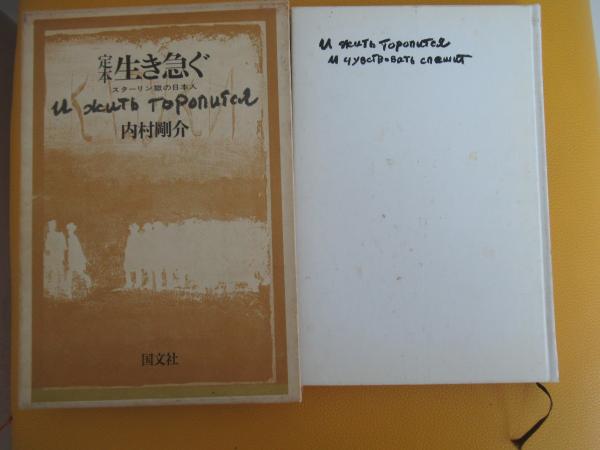 定本 生き急ぐ
スターリン獄の日本人
и жить торопится
内村剛介
国文社
и жить торопится
и чувствовать спешит